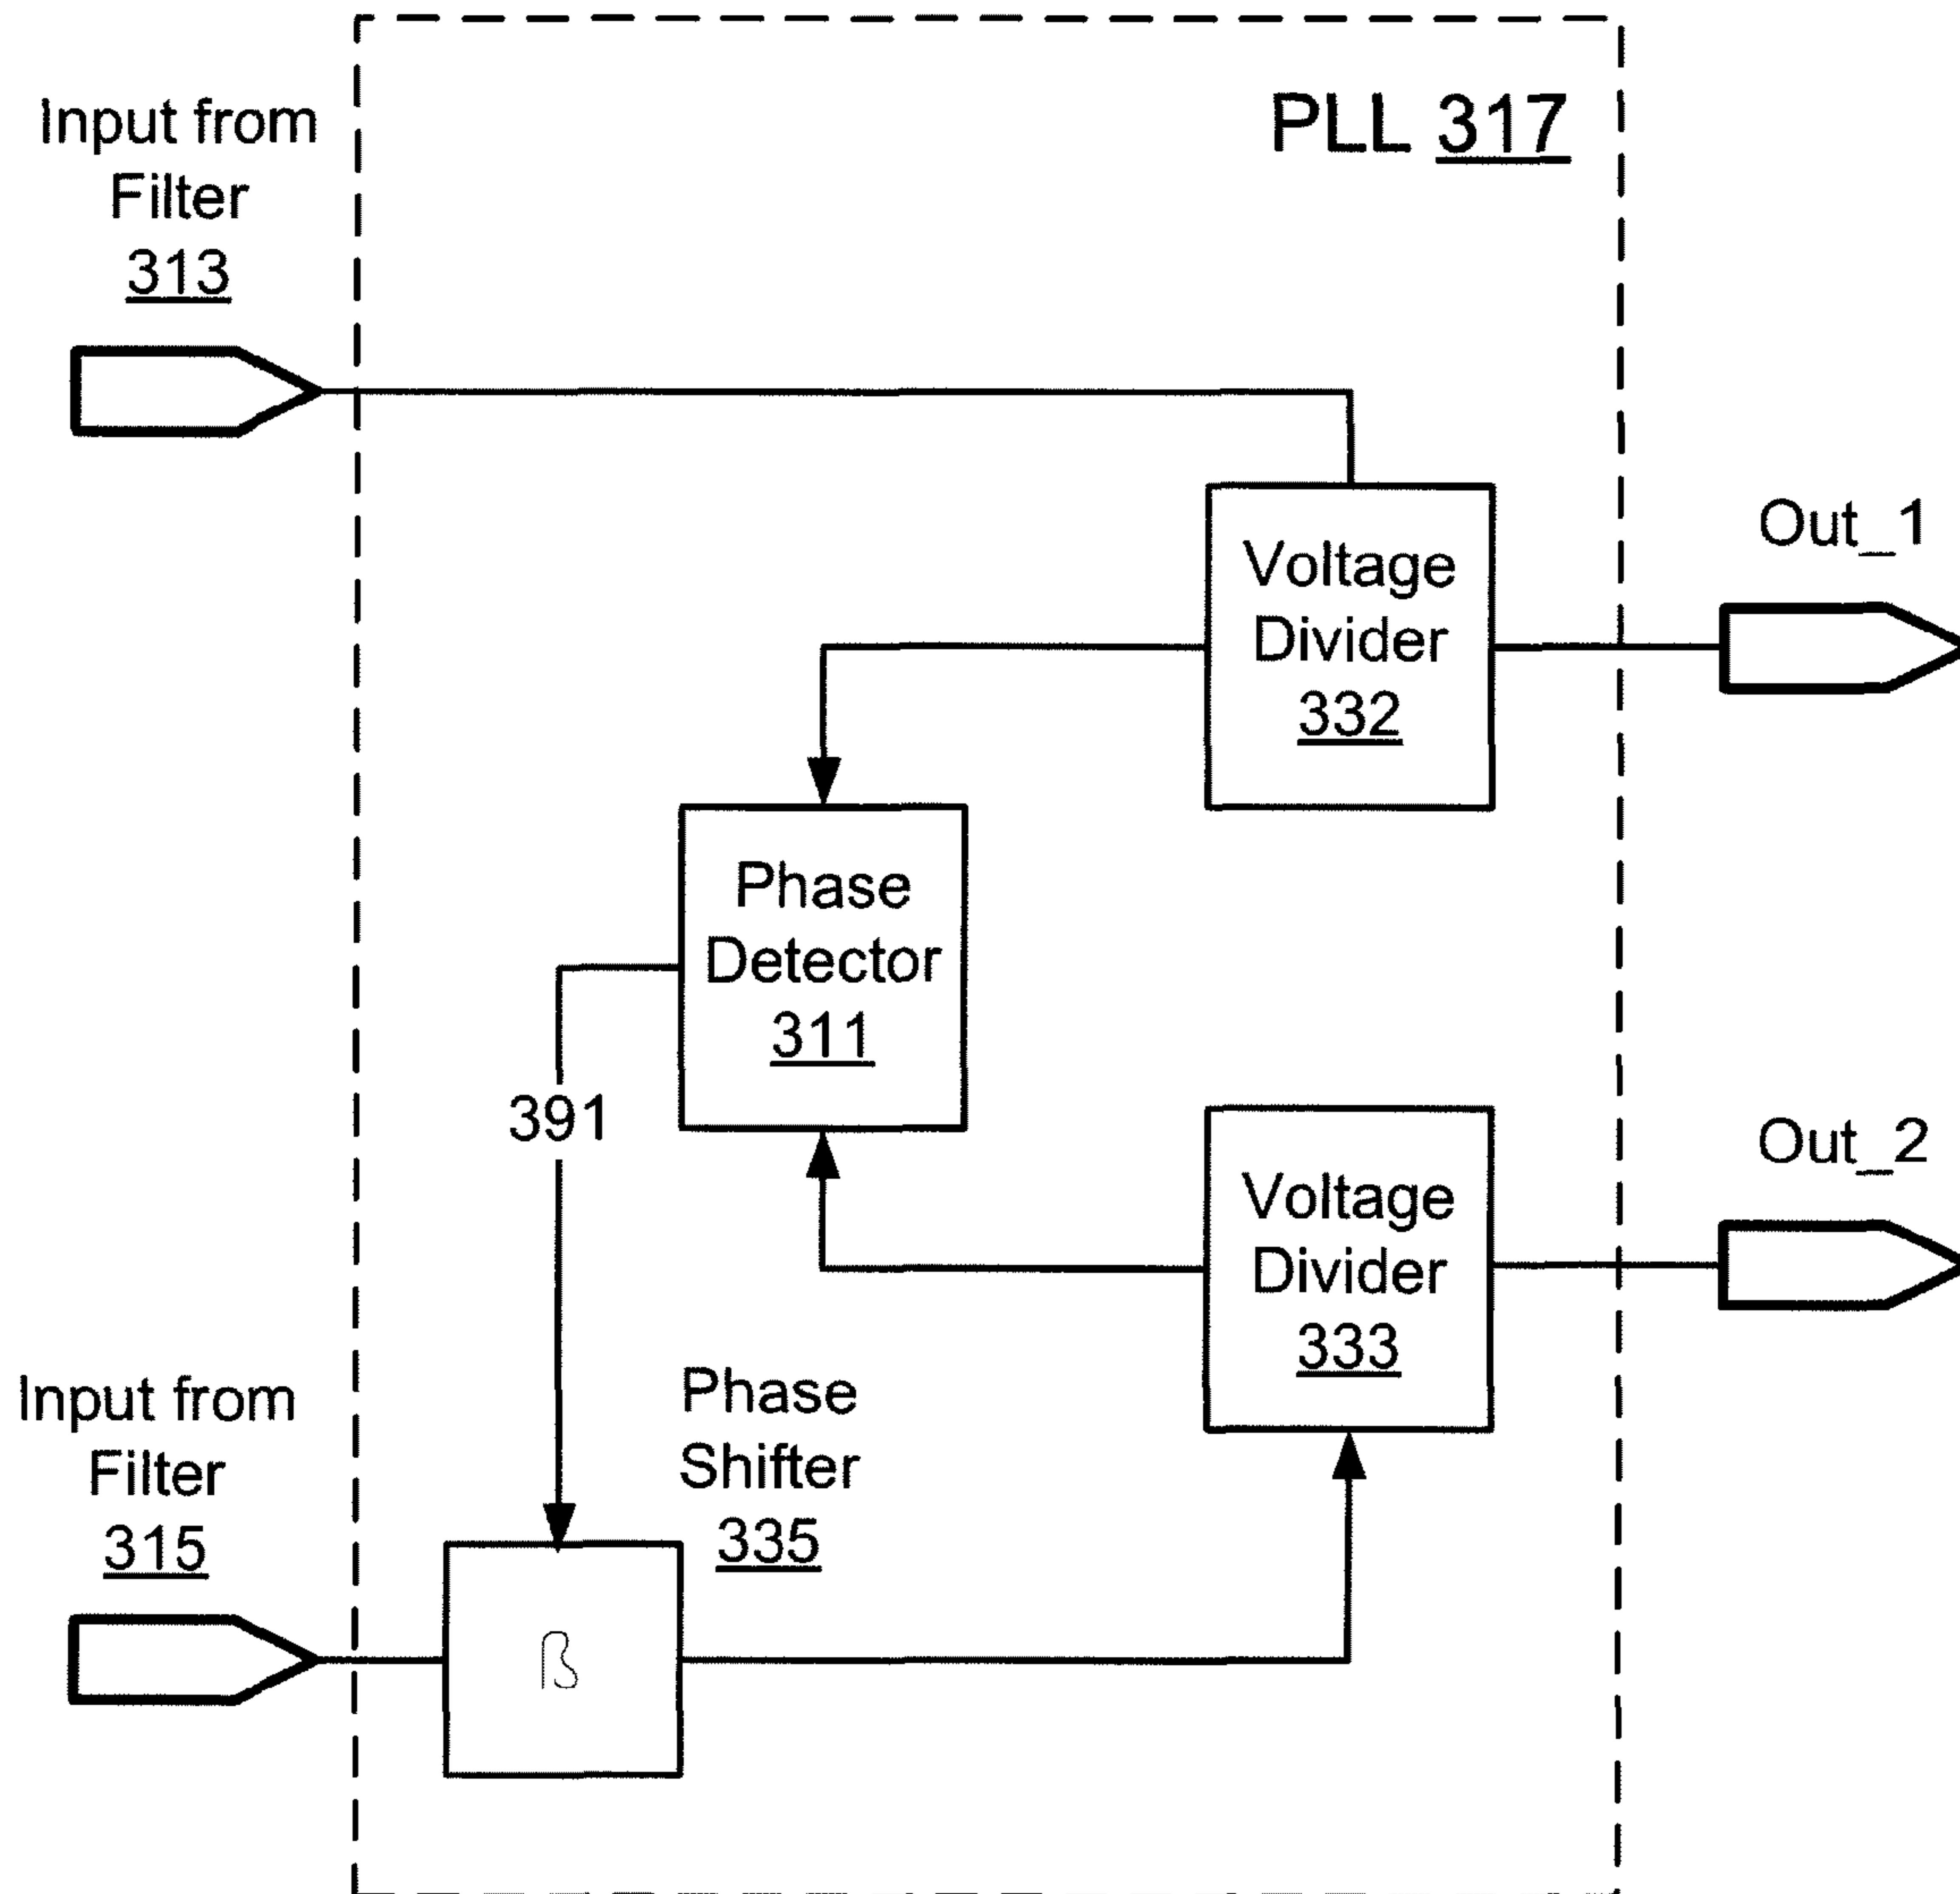 PLL 317
Input from
Filter
313
Out_1
Voltage
Divider
332
Phase
Detector
311
391
Out_2
Voltage
Divider
333
Input from
Filter
315
Phase
Shifter
335
ß